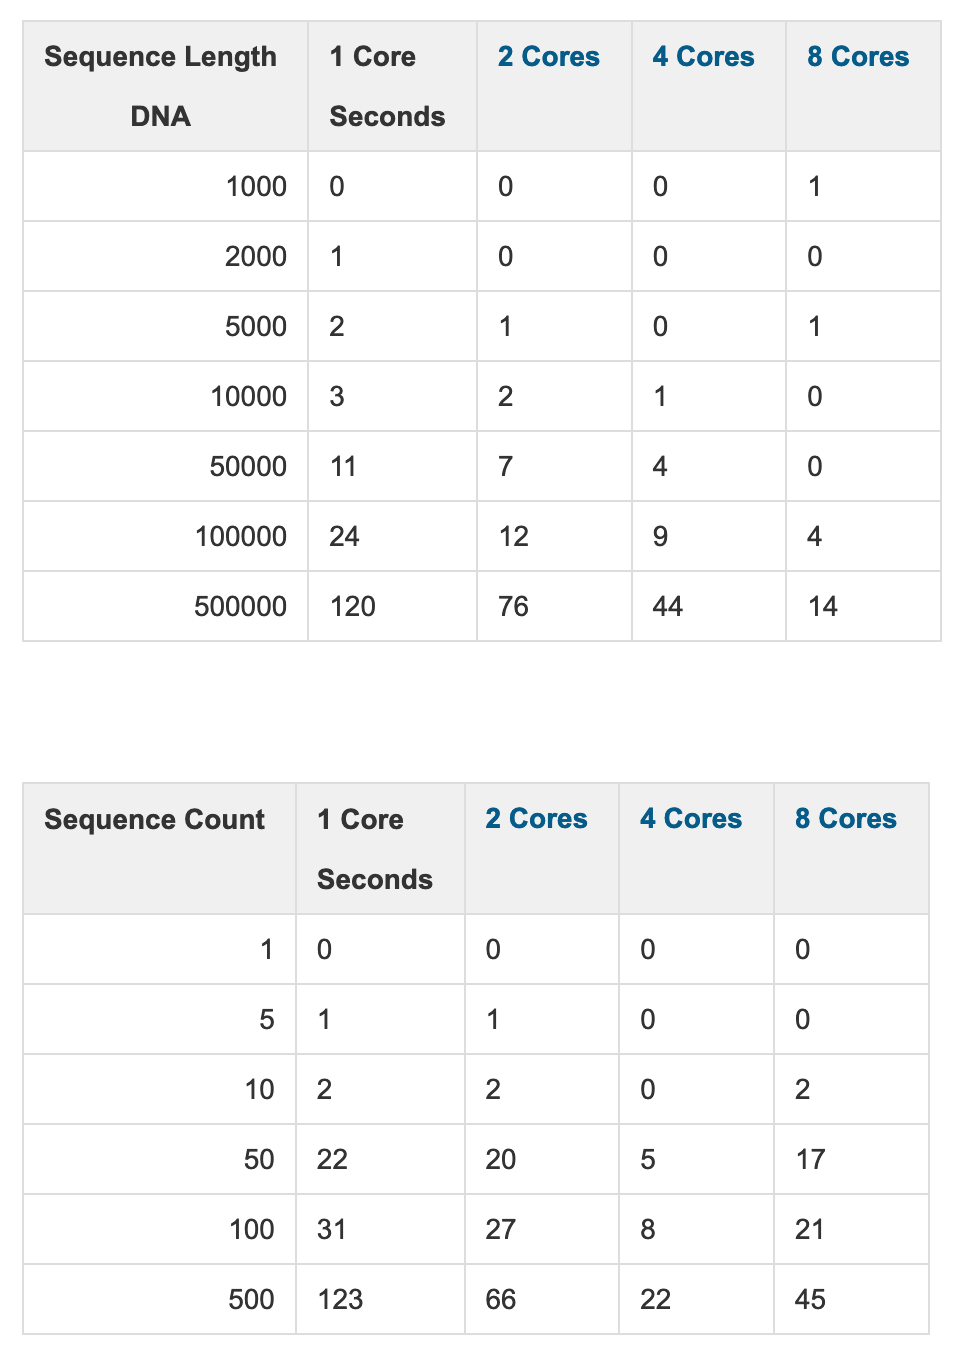 Sequence Length 1 Core 2 Cores 4 Cores 8 Cores
DNA Seconds
1000 0 0 0 1
2000 1 0 0 0
5000 2 1 0 1
10000 3 2 1 0
50000 11 7 4 0
100000 24 12 9 4
500000 120 76 44 14
Sequence Count 1 Core 2 Cores 4 Cores 8 Cores
Seconds
1 0 0 0 0
5 1 1 0 0
10 2 2 0 2
50 22 20 5 17
100 31 27 8 21
500 123 66 22 45